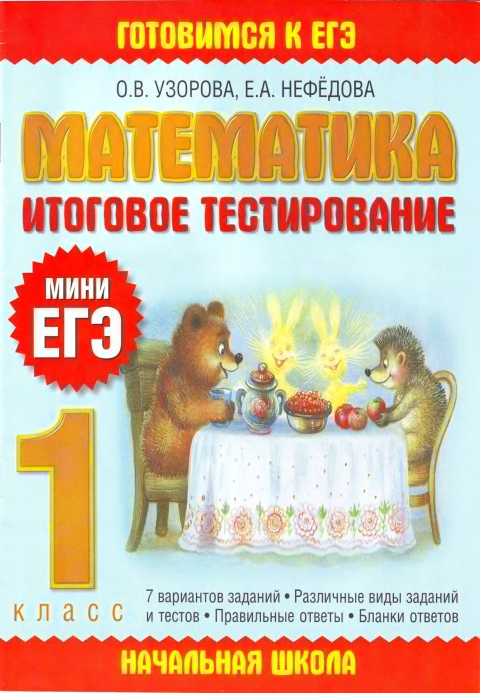 ГОТОВИМСЯ К ЕГЭ
О.В. УЗОРОВА, Е.А. НЕФЁДОВА
МАТЕМАТИКА
ИТОГОВОЕ ТЕСТИРОВАНИЕ
МИНИ
ЕГЭ
1
класс
7 вариантов заданий • Различные виды заданий
и тестов • Правильные ответы • Бланки ответов
НАЧАЛЬНАЯ ШКОЛА